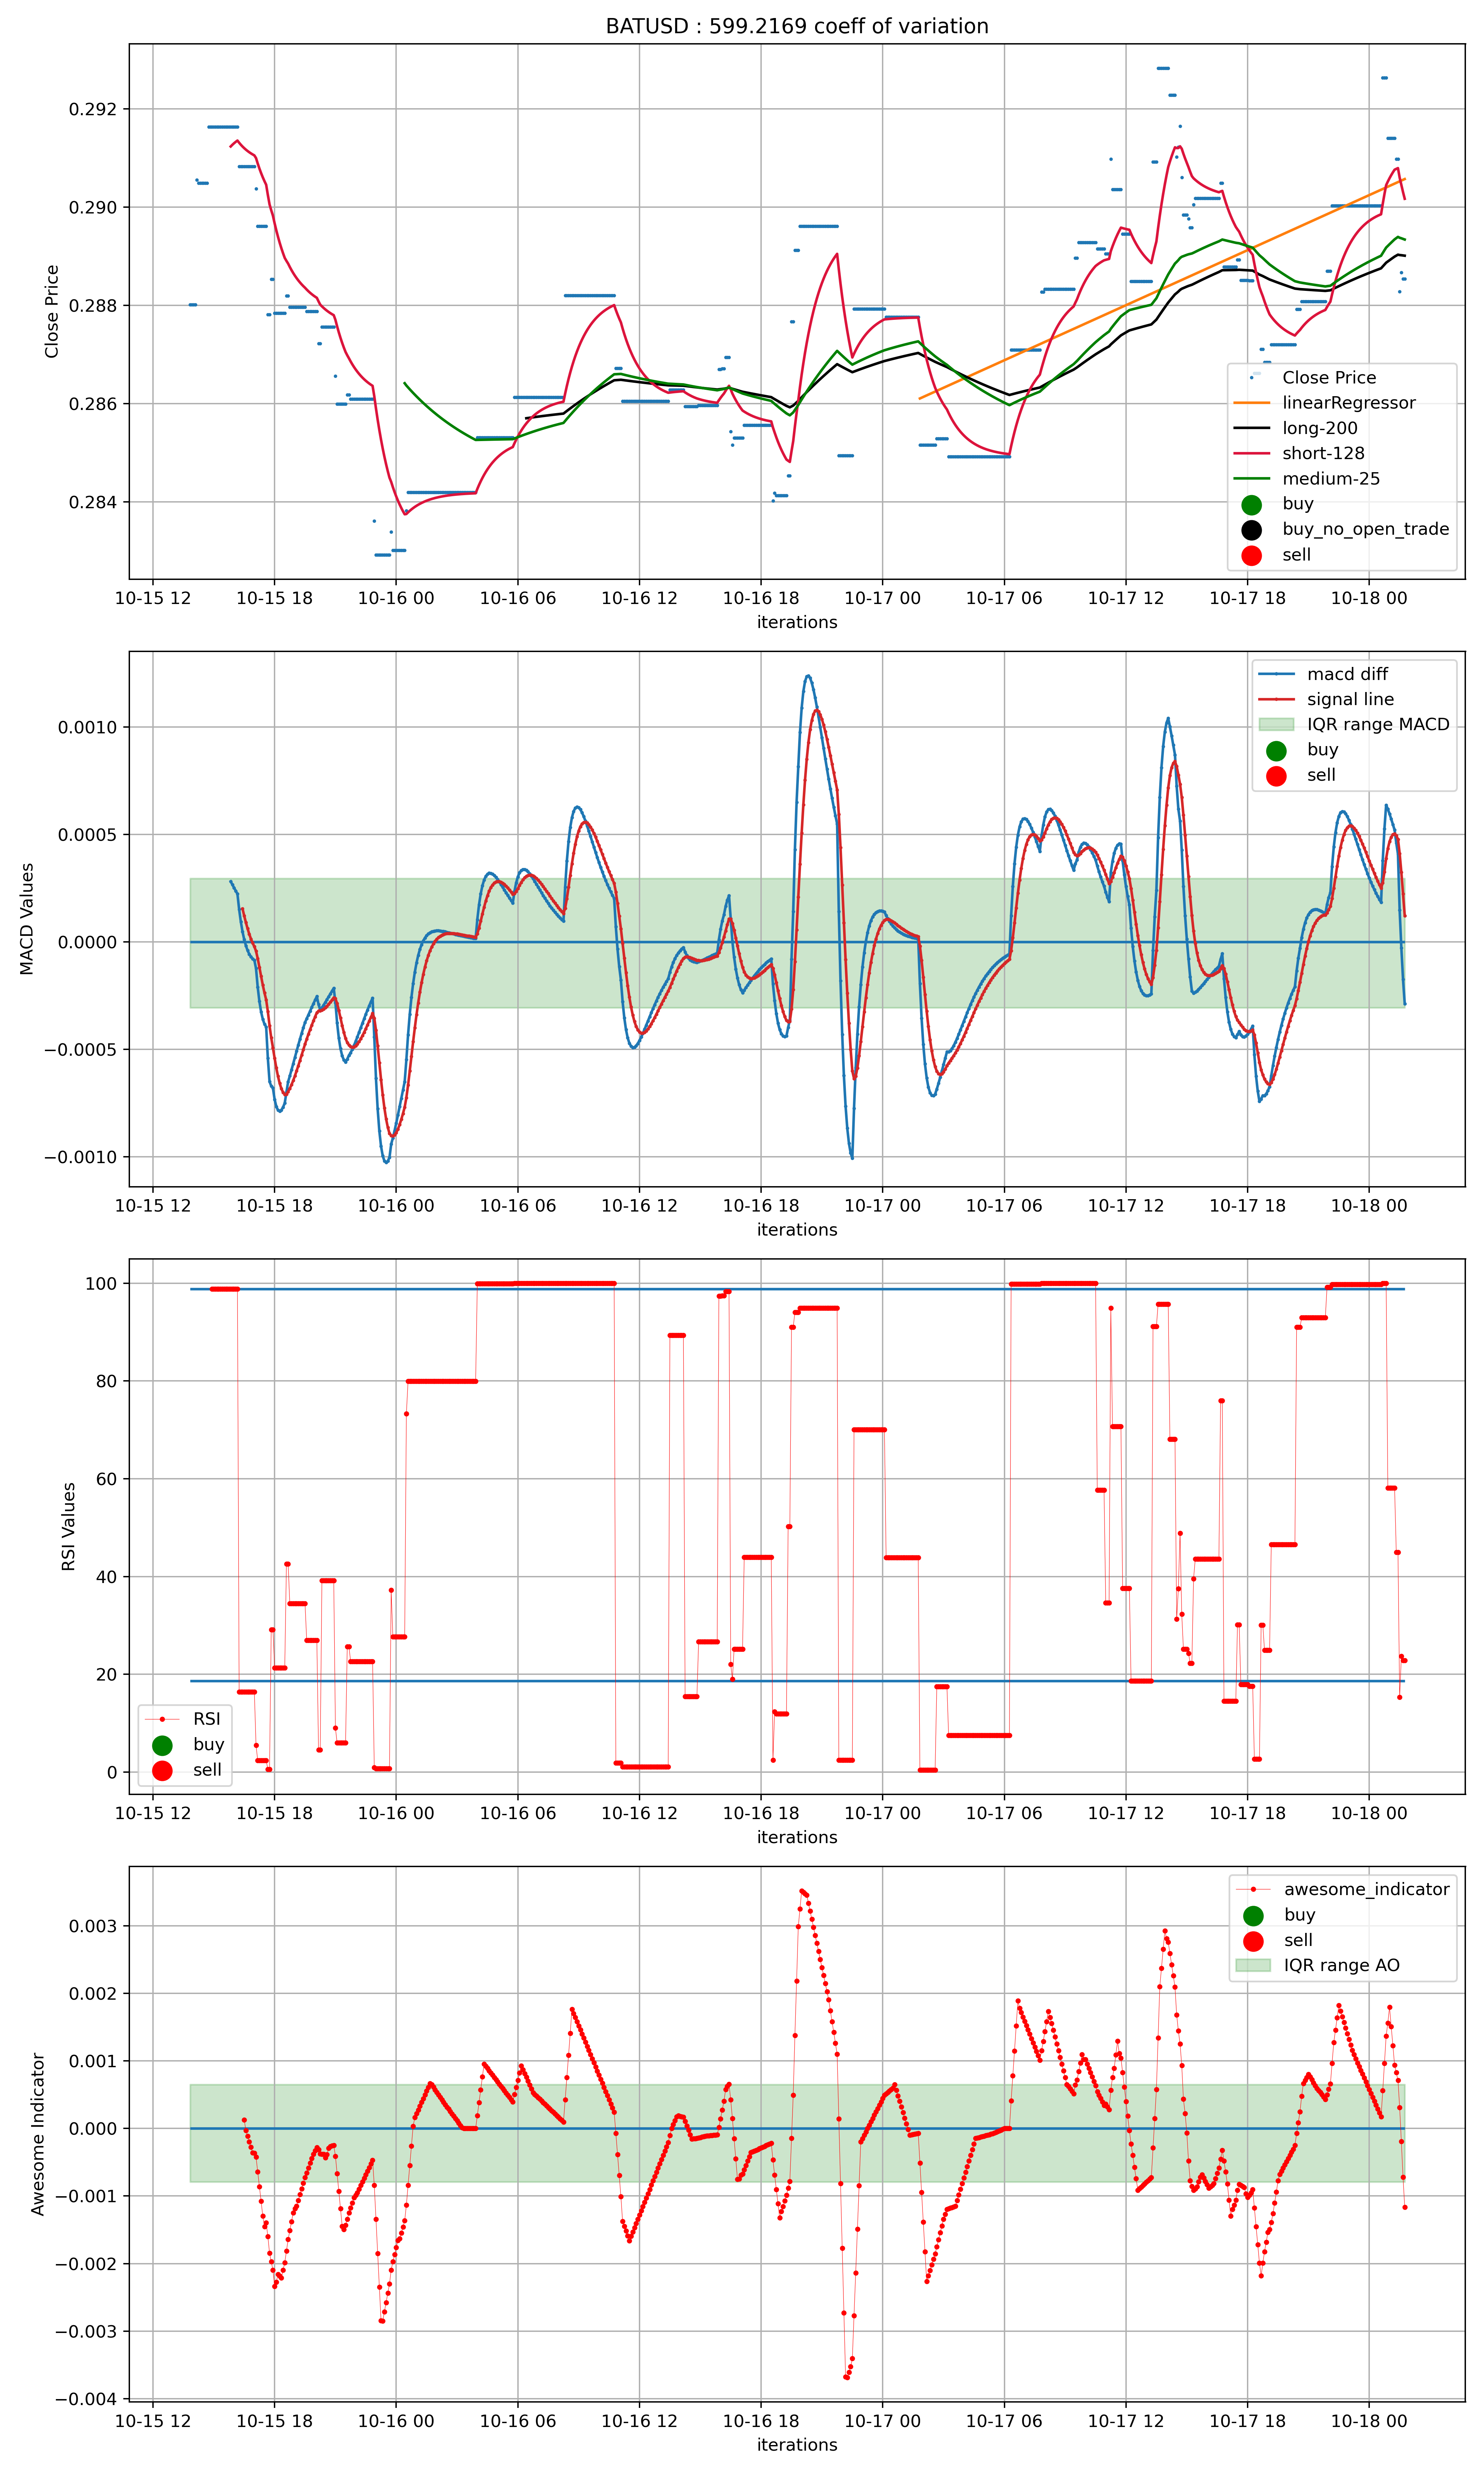 BATUSD : 599.2169 coeff of variation
Close Price
0.292
0.290
0.288
0.286
0.284
Close Price
linearRegressor
long-200
short-128
medium-25
buy
buy_no_open_trade
sell
10-15 12 10-15 18 10-16 00 10-16 06 10-16 12 10-16 18 10-17 00 10-17 06 10-17 12 10-17 18 10-18 00
iterations
MACD Values
0.0010
0.0005
0.0000
−0.0005
−0.0010
macd diff
signal line
IQR range MACD
buy
sell
10-15 12 10-15 18 10-16 00 10-16 06 10-16 12 10-16 18 10-17 00 10-17 06 10-17 12 10-17 18 10-18 00
iterations
RSI Values
100
80
60
40
20
0
RSI
buy
sell
10-15 12 10-15 18 10-16 00 10-16 06 10-16 12 10-16 18 10-17 00 10-17 06 10-17 12 10-17 18 10-18 00
iterations
Awesome Indicator
0.003
0.002
0.001
0.000
−0.001
−0.002
−0.003
−0.004
awesome_indicator
buy
sell
IQR range AO
10-15 12 10-15 18 10-16 00 10-16 06 10-16 12 10-16 18 10-17 00 10-17 06 10-17 12 10-17 18 10-18 00
iterations